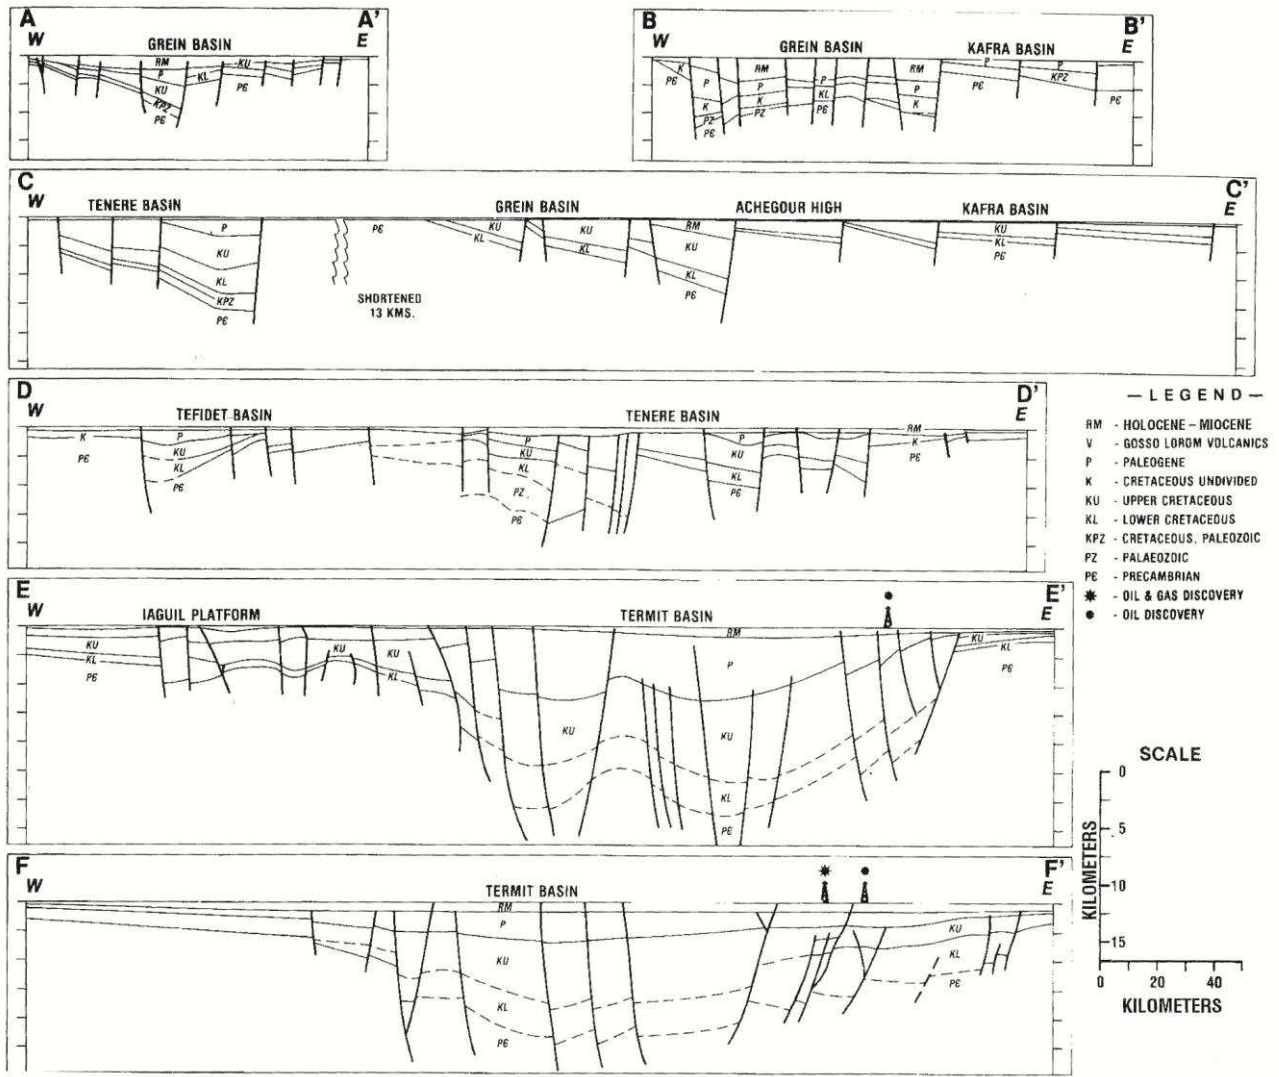 A A'
W GREIN BASIN E
RM KU
P KL
KU PЄ
KPZ
PЄ
B B'
W GREIN BASIN KAFRA BASIN E
K P RM P RM P P
PЄ P KL P KPZ PЄ
K K K PЄ
PZ PZ
PЄ
C C'
W TENERE BASIN GREIN BASIN ACHEGOUR HIGH KAFRA BASIN E
P PЄ KU KU RM KU
KU KL KL KU KL
KL KL PЄ
KPZ PЄ
PЄ
SHORTENED
13 KMS.
D D'
W TEFIDET BASIN TENERE BASIN E
K P P P RM
PЄ KU KU KL K
KL KL PЄ PЄ
PЄ PZ
PЄ
E E'
W IAGUIL PLATFORM TERMIT BASIN E
KU KU KU RM KU
KL KL P KL
PЄ KU KU PЄ
KL
PЄ
F F'
W TERMIT BASIN E
RM
P KU
KU KL
KL PЄ
PЄ
— LEGEND —
RM - HOLOCENE – MIOCENE
V - GOSSO LOROM VOLCANICS
P - PALEOGENE
K - CRETACEOUS UNDIVIDED
KU - UPPER CRETACEOUS
KL - LOWER CRETACEOUS
KPZ - CRETACEOUS, PALEOZOIC
PZ - PALAEOZOIC
PЄ - PRECAMBRIAN
- OIL & GAS DISCOVERY
- OIL DISCOVERY
SCALE
0
5
10
15
KILOMETERS
0 20 40
KILOMETERS